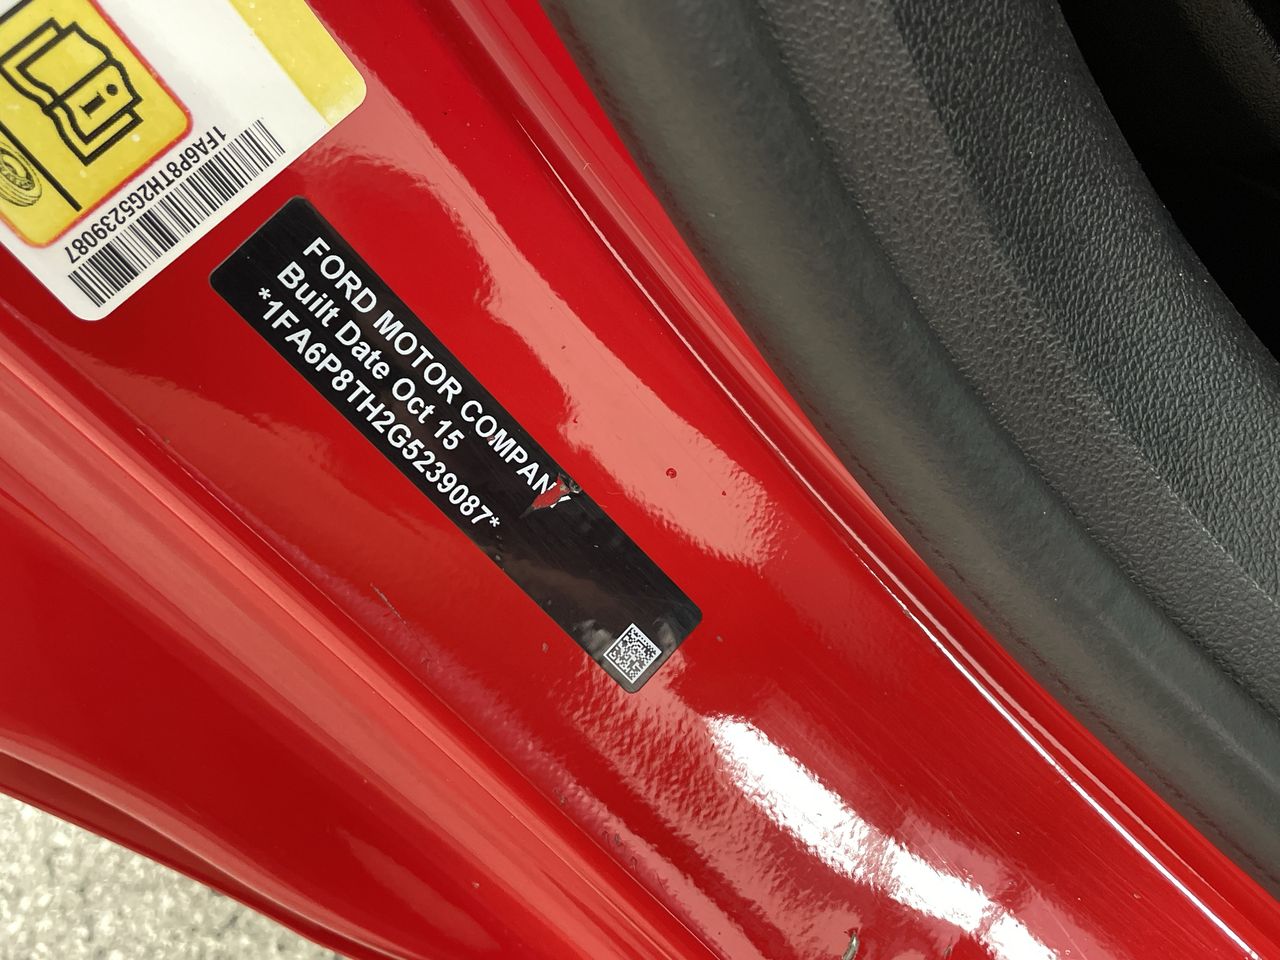 1FA6P8TH2G5239087
FORD MOTOR COMPANY
Built Date Oct 15
*1FA6P8TH2G5239087*